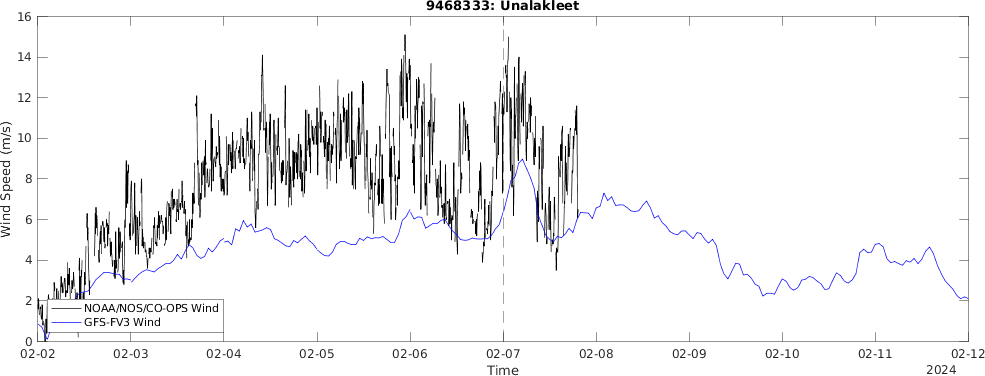 9468333: Unalakleet
Wind Speed (m/s)
16
14
12
10
8
6
4
2
0
NOAA/NOS/CO-OPS Wind
GFS-FV3 Wind
02-02 02-03 02-04 02-05 02-06 02-07 02-08 02-09 02-10 02-11 02-12
Time
2024